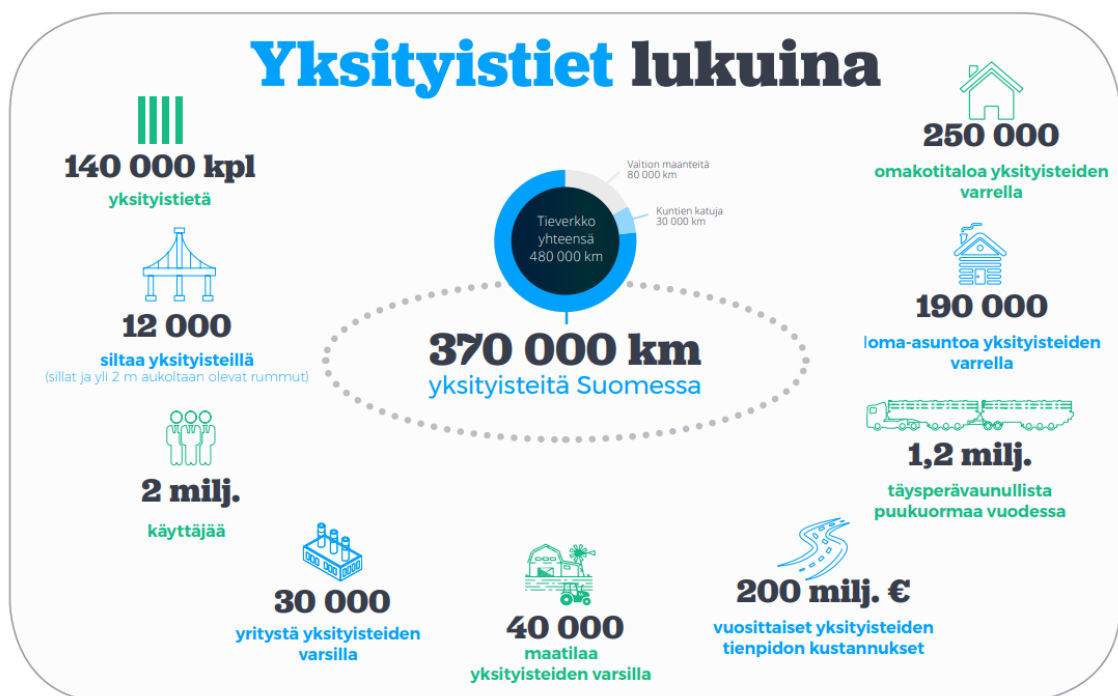 Yksityistiet lukuina
140 000 kpl
yksityistietä
12 000
siltaa yksityisteillä
(sillat ja yli 2 m aukoltaan olevat rummut)
2 milj.
käyttäjää
30 000
yritystä yksityisteiden
varsilla
40 000
maatilaa
yksityisteiden varsilla
200 milj. €
vuosittaiset yksityisteiden
tienpidon kustannukset
Valtion maanteitä
80 000 km
Kuntien katuja
30 000 km
Tieverkko
yhteensä
480 000 km
370 000 km
yksityisteitä Suomessa
250 000
omakotitaloa yksityisteiden
varrella
190 000
loma-asuntoa yksityisteiden
varrella
1,2 milj.
täysperävaunullista
puukuormaa vuodessa